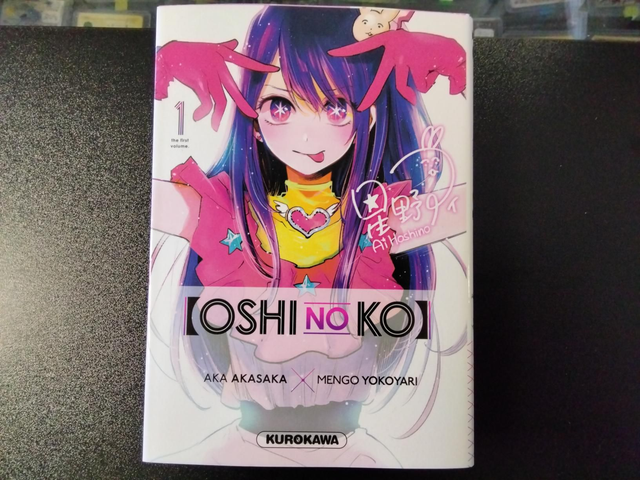 1
the first
volume.
星野アイ
Ai Hoshino
【OSHI NO KO】
AKA AKASAKA × MENGO YOKOYARI
KUROKAWA